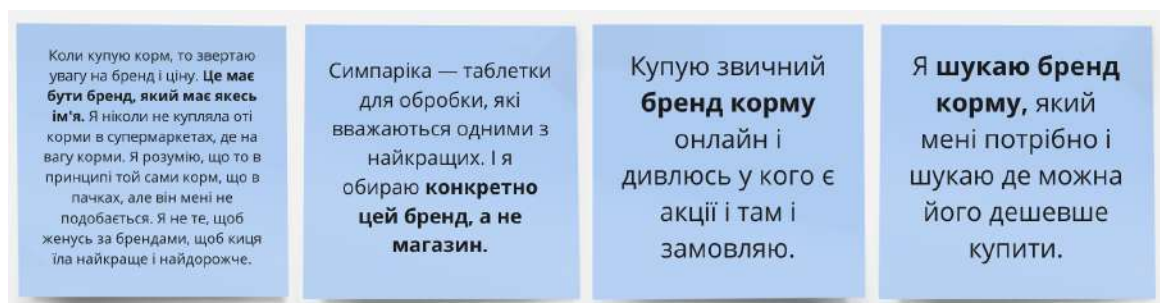 Коли купую корм, то звертаю
увагу на бренд і ціну. Це має
бути бренд, який має якесь
ім'я. Я ніколи не купляла оті
корми в супермаркетах, де на
вагу корми. Я розумію, що то в
принципі той сами корм, що в
пачках, але він мені не
подобається. Я не те, щоб
женусь за брендами, щоб киця
їла найкраще і найдорожче.
Симпаріка — таблетки
для обробки, які
вважаються одними з
найкращих. І я
обираю конкретно
цей бренд, а не
магазин.
Купую звичний
бренд корму
онлайн і
дивлюсь у кого є
акції і там і
замовляю.
Я шукаю бренд
корму, який
мені потрібно і
шукаю де можна
його дешевше
купити.